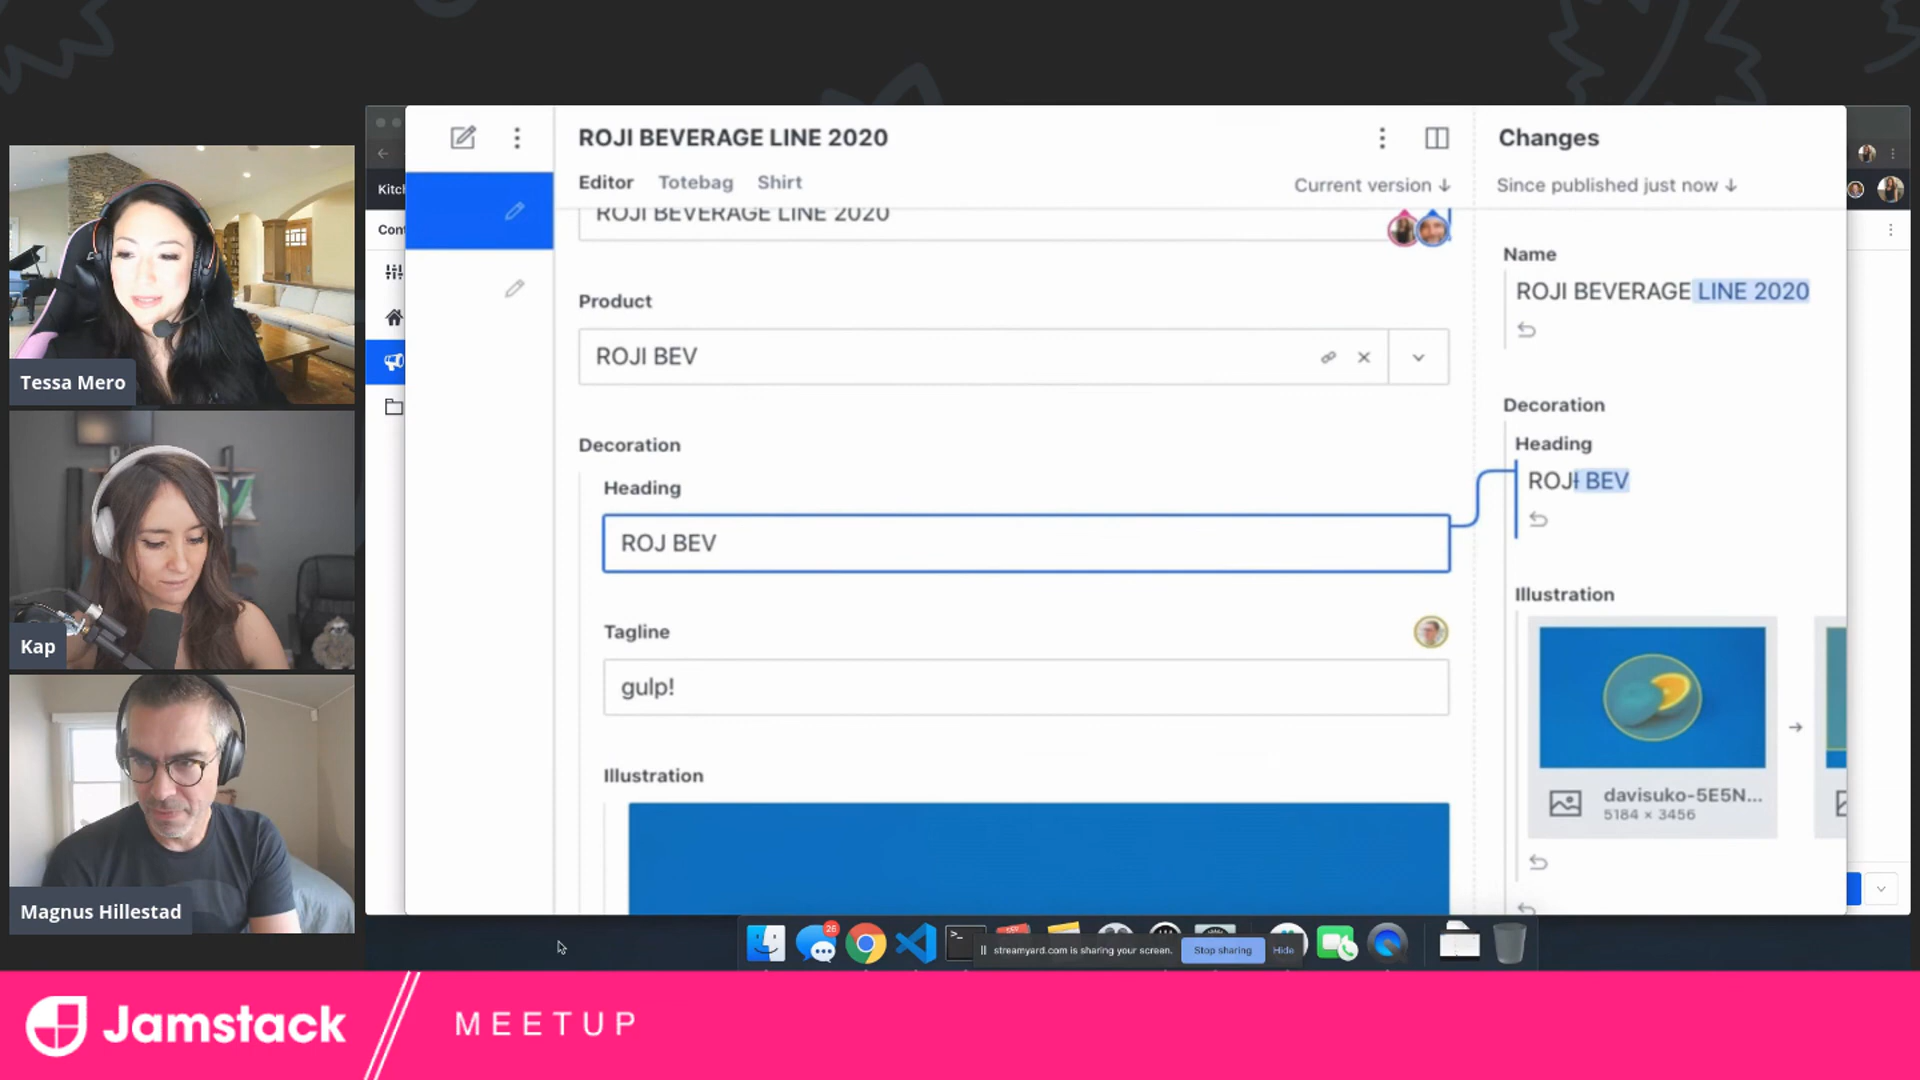 Tessa Mero
Kap
Magnus Hillestad
Kitch
Cont
ROJI BEVERAGE LINE 2020
Editor Totebag Shirt
Current version ↓
ROJI BEVERAGE LINE 2020
Product
ROJI BEV
Decoration
Heading
ROJ BEV
Tagline
gulp!
Illustration
Changes
Since published just now ↓
Name
ROJI BEVERAGE LINE 2020
Decoration
Heading
ROJI BEV
Illustration
davisuko-5E5N...
5184 × 3456
26
streamyard.com is sharing your screen. Stop sharing Hide
Jamstack
MEETUP